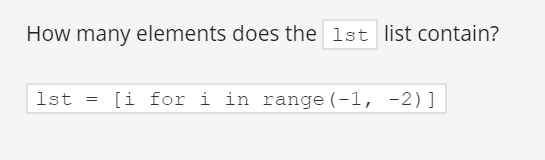 How many elements does the lst list contain?
lst = [i for i in range(-1, -2)]